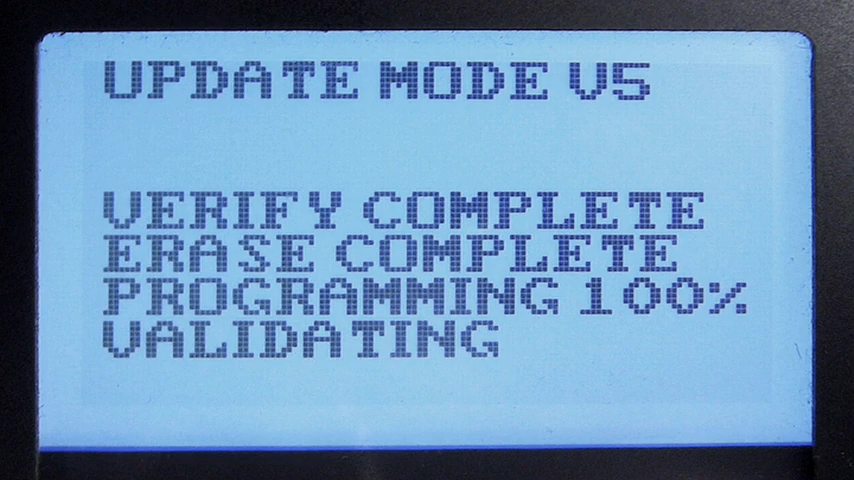 UPDATE MODE V5
VERIFY COMPLETE
ERASE COMPLETE
PROGRAMMING 100%
VALIDATING